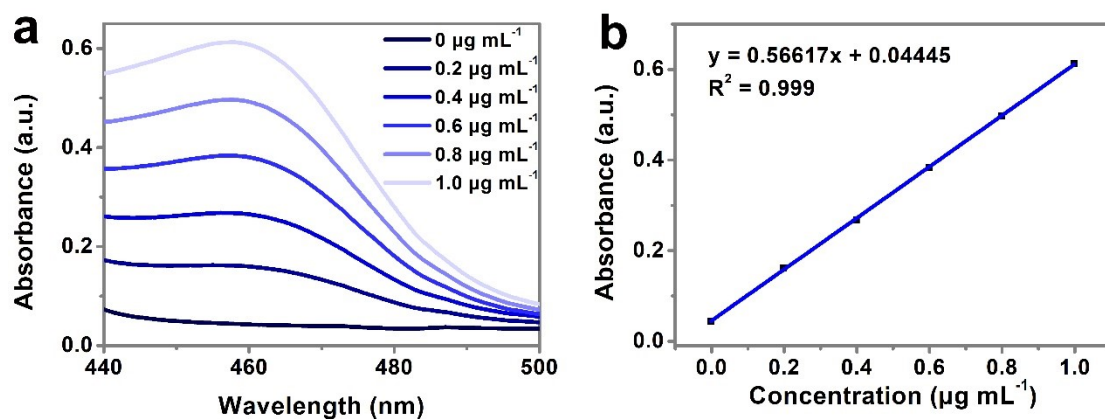 a
Absorbance (a.u.)
0.6
0.4
0.2
0.0
440
460
480
500
Wavelength (nm)
0 µg mL⁻¹
0.2 µg mL⁻¹
0.4 µg mL⁻¹
0.6 µg mL⁻¹
0.8 µg mL⁻¹
1.0 µg mL⁻¹
b
y = 0.56617x + 0.04445
R² = 0.999
Absorbance (a.u.)
0.6
0.4
0.2
0.0
0.0
0.2
0.4
0.6
0.8
1.0
Concentration (µg mL⁻¹)